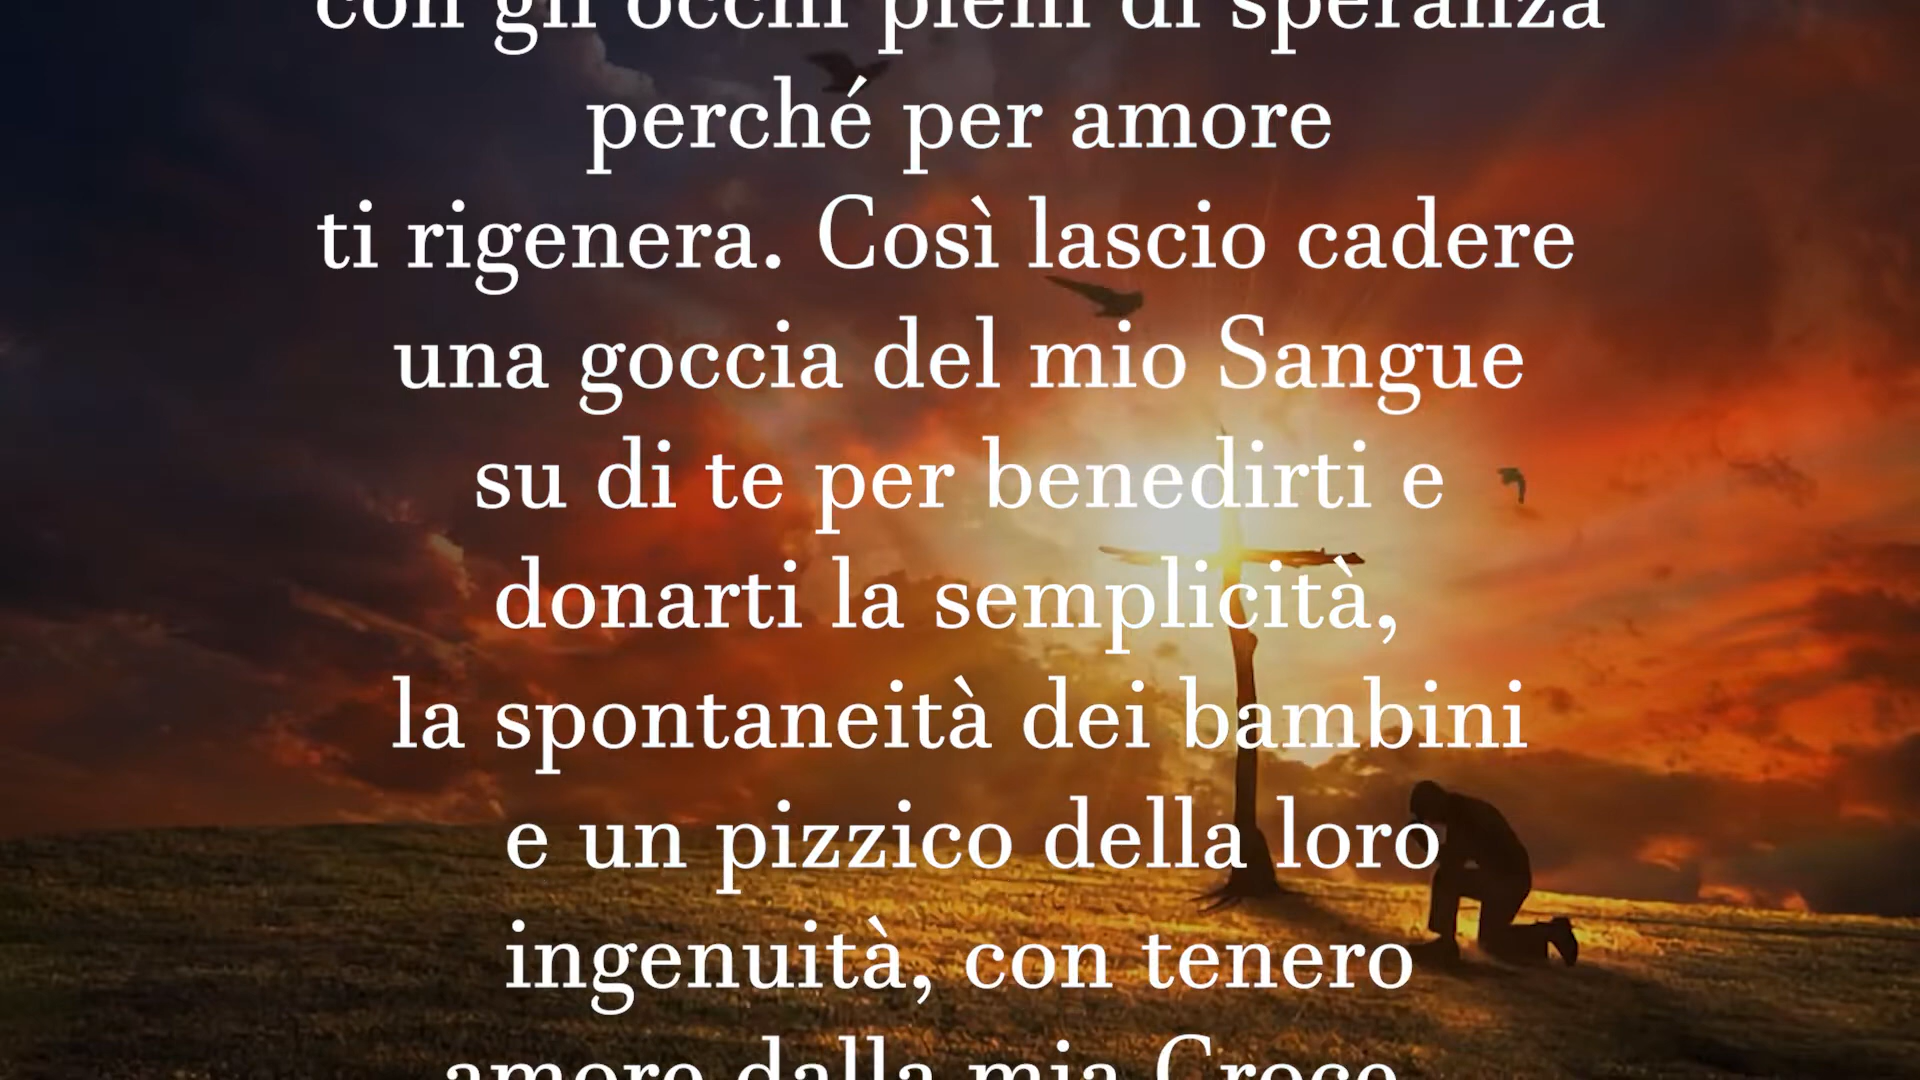 con gli occhi pieni di speranza
perché per amore
ti rigenera. Così lascio cadere
una goccia del mio Sangue
su di te per benedirti e
donarti la semplicità,
la spontaneità dei bambini
e un pizzico della loro
ingenuità, con tenero
amore dalla mia Croce